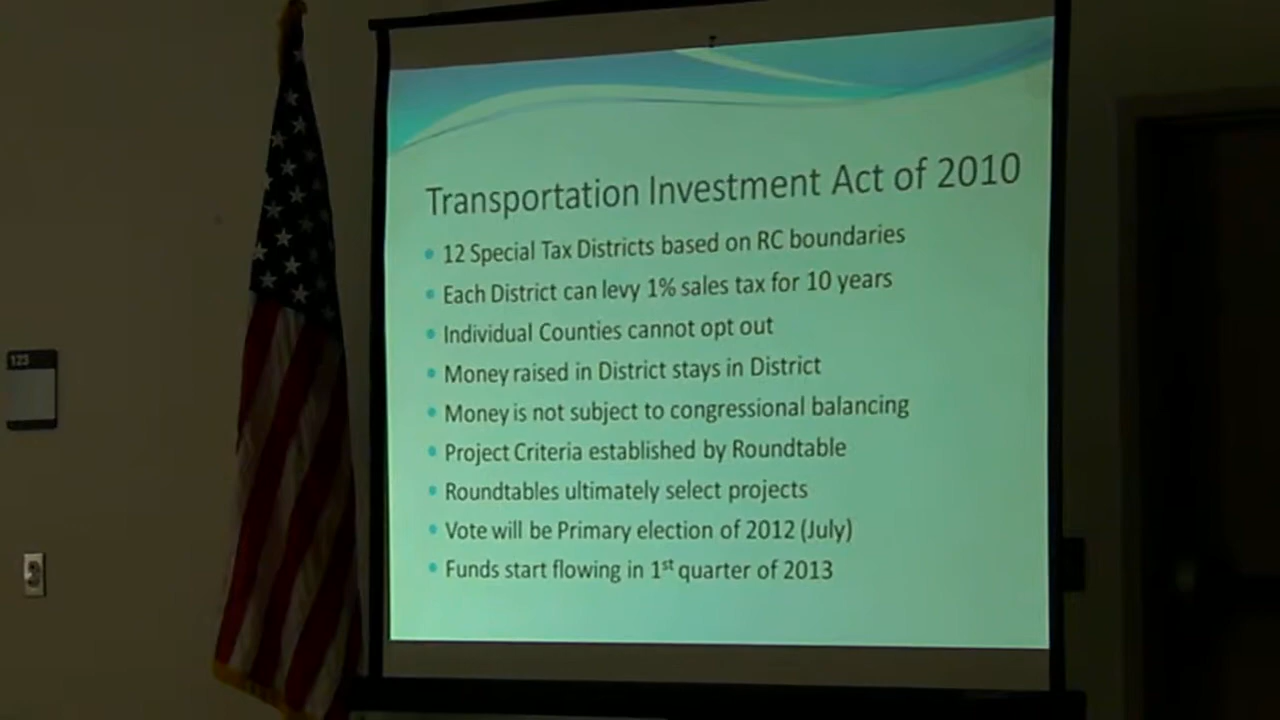 Transportation Investment Act of 2010
12 Special Tax Districts based on RC boundaries
Each District can levy 1% sales tax for 10 years
Individual Counties cannot opt out
Money raised in District stays in District
Money is not subject to congressional balancing
Project Criteria established by Roundtable
Roundtables ultimately select projects
Vote will be Primary election of 2012 (July)
Funds start flowing in 1st quarter of 2013
123